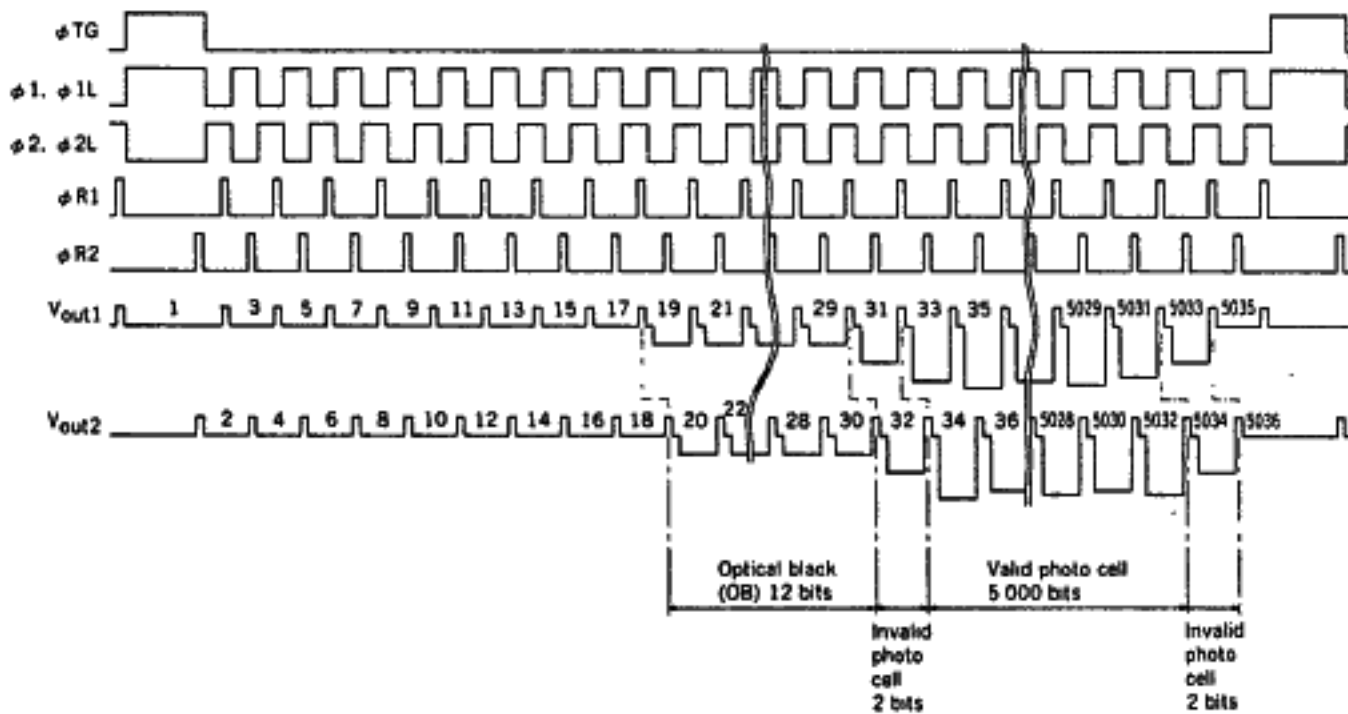 φTG
φ1, φ1L
φ2, φ2L
φR1
φR2
Vout1 1 3 5 7 9 11 13 15 17 19 21 29 31 33 35 5029 5031 5033 5035
Vout2 2 4 6 8 10 12 14 16 18 20 22 28 30 32 34 36 5028 5030 5032 5034 5036
Optical black
(OB) 12 bits
Valid photo cell
5 000 bits
Invalid
photo
cell
2 bits
Invalid
photo
cell
2 bits